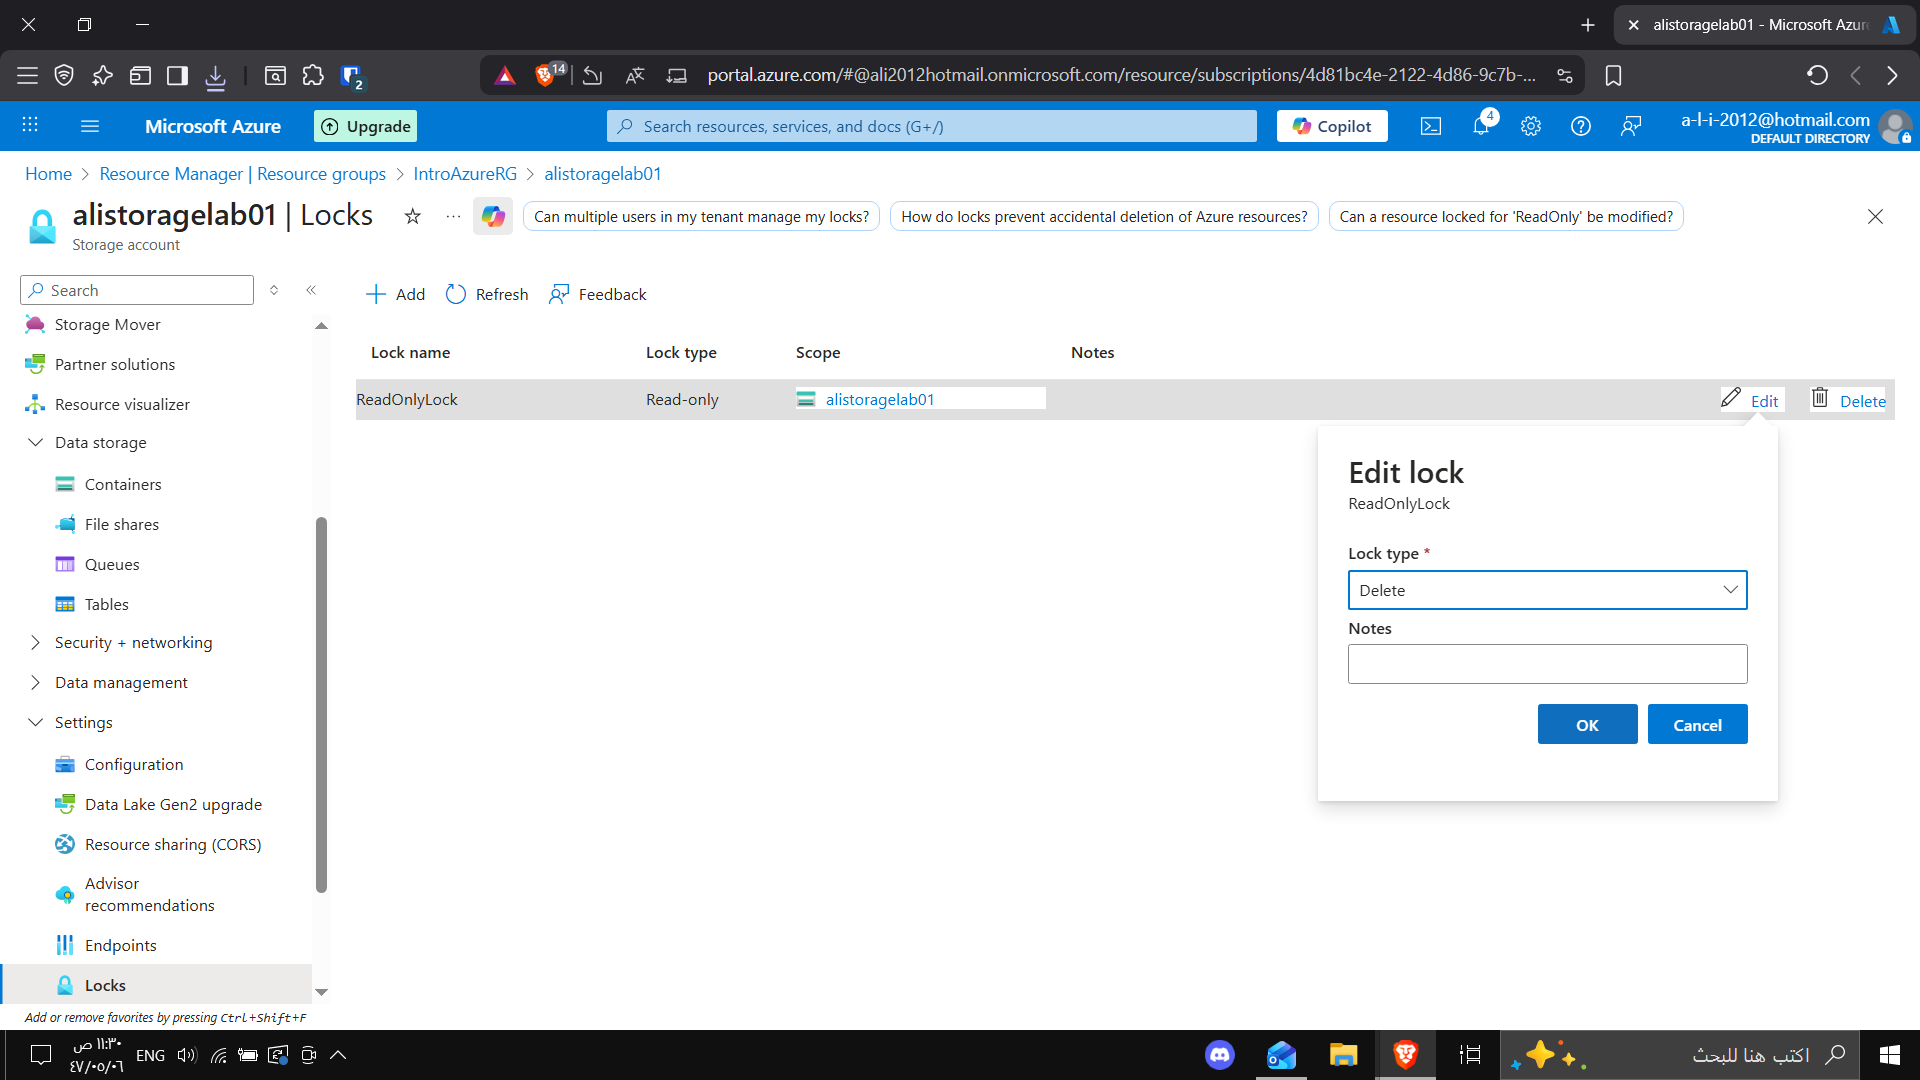 alistoragelab01 - Microsoft Azur
14
2
portal.azure.com/#@ali2012hotmail.onmicrosoft.com/resource/subscriptions/4d81bc4e-2122-4d86-9c7b-...
Microsoft Azure
Upgrade
Search resources, services, and docs (G+/)
Copilot
4
a-l-i-2012@hotmail.com
DEFAULT DIRECTORY
Home > Resource Manager | Resource groups > IntroAzureRG > alistoragelab01
alistoragelab01 | Locks
Storage account
Can multiple users in my tenant manage my locks?
How do locks prevent accidental deletion of Azure resources?
Can a resource locked for 'ReadOnly' be modified?
Search
Storage Mover
Partner solutions
Resource visualizer
Data storage
Containers
File shares
Queues
Tables
Security + networking
Data management
Settings
Configuration
Data Lake Gen2 upgrade
Resource sharing (CORS)
Advisor
recommendations
Endpoints
Locks
Add or remove favorites by pressing Ctrl+Shift+F
Add Refresh Feedback
Lock name Lock type Scope Notes
ReadOnlyLock Read-only alistoragelab01 Edit Delete
Edit lock
ReadOnlyLock
Lock type *
Delete
Notes
OK Cancel
١١:٣٠ ص
٤٧/٠٥/٠٦
ENG
اكتب هنا للبحث